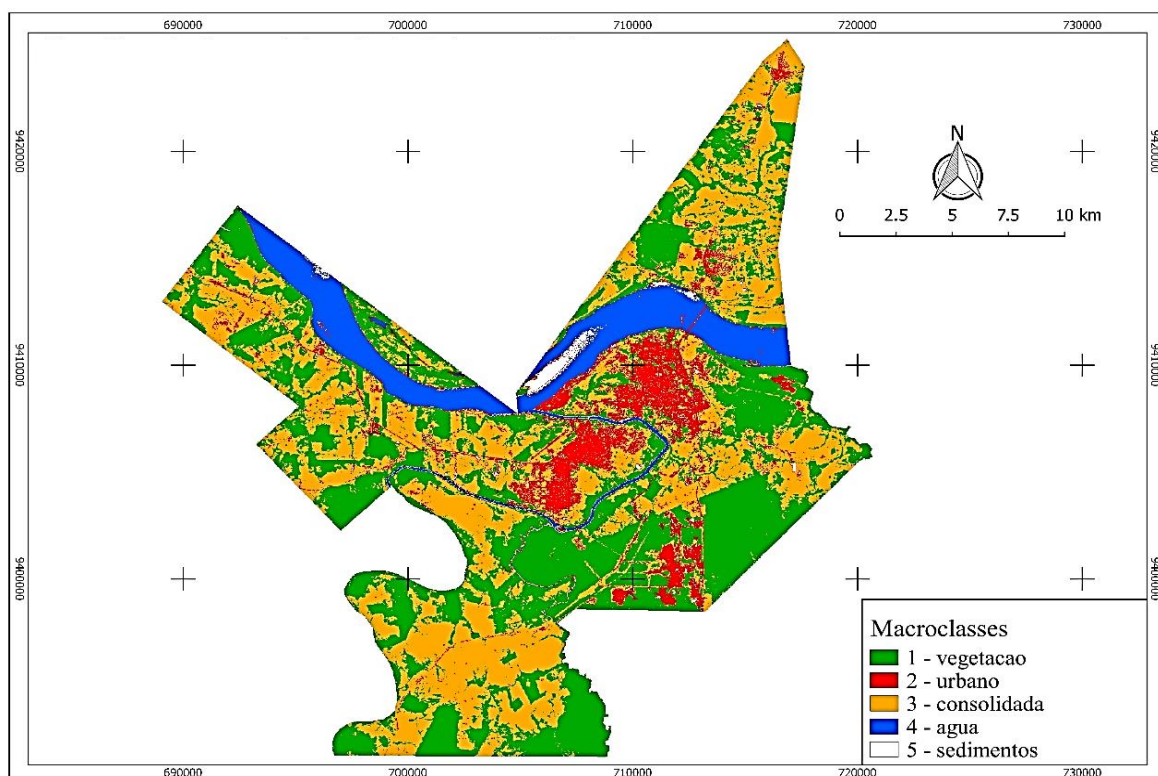 690000 700000 710000 720000 730000
9420000 9420000
N
0 2.5 5 7.5 10 km
9410000 9410000
9400000 9400000
Macroclasses
1 - vegetacao
2 - urbano
3 - consolidada
4 - agua
5 - sedimentos
690000 700000 710000 720000 730000